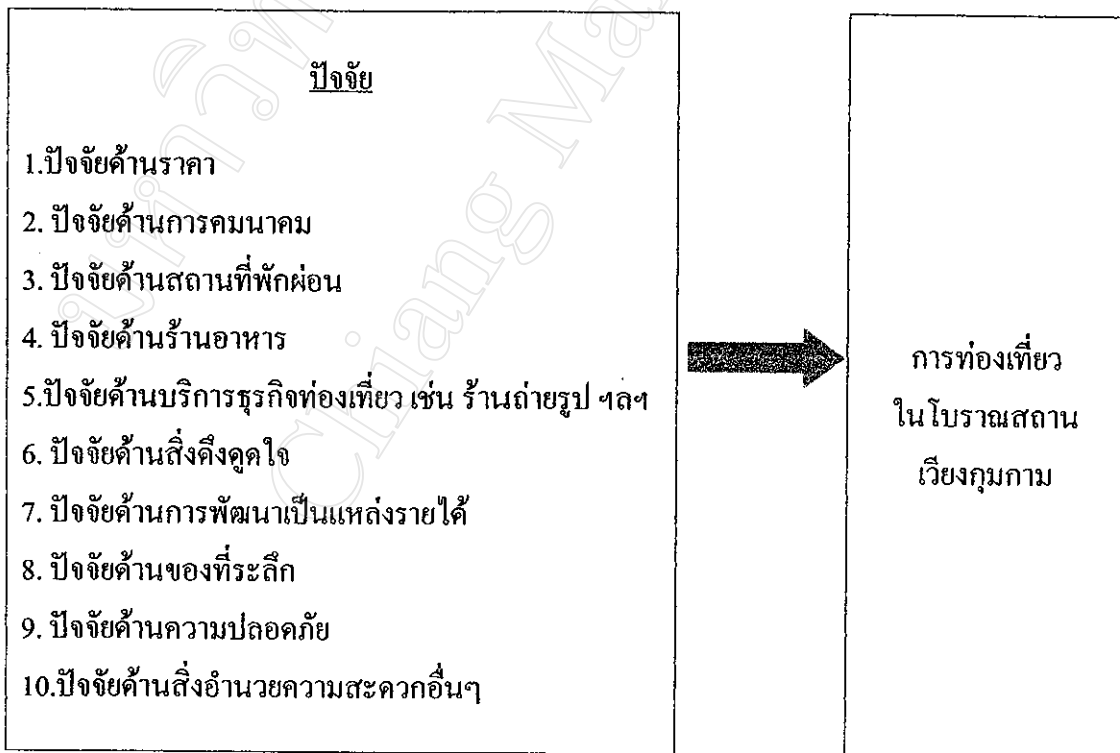 ปัจจัย
1.ปัจจัยด้านราคา
2. ปัจจัยด้านการคมนาคม
3. ปัจจัยด้านสถานที่พักผ่อน
4. ปัจจัยด้านร้านอาหาร
5.ปัจจัยด้านบริการธุรกิจท่องเที่ยว เช่น ร้านถ่ายรูป ฯลฯ
6. ปัจจัยด้านสิ่งดึงดูดใจ
7. ปัจจัยด้านการพัฒนาเป็นแหล่งรายได้
8. ปัจจัยด้านของที่ระลึก
9. ปัจจัยด้านความปลอดภัย
10.ปัจจัยด้านสิ่งอำนวยความสะดวกอื่นๆ
การท่องเที่ยว
ในโบราณสถาน
เวียงกุมกาม
Chiang Ma